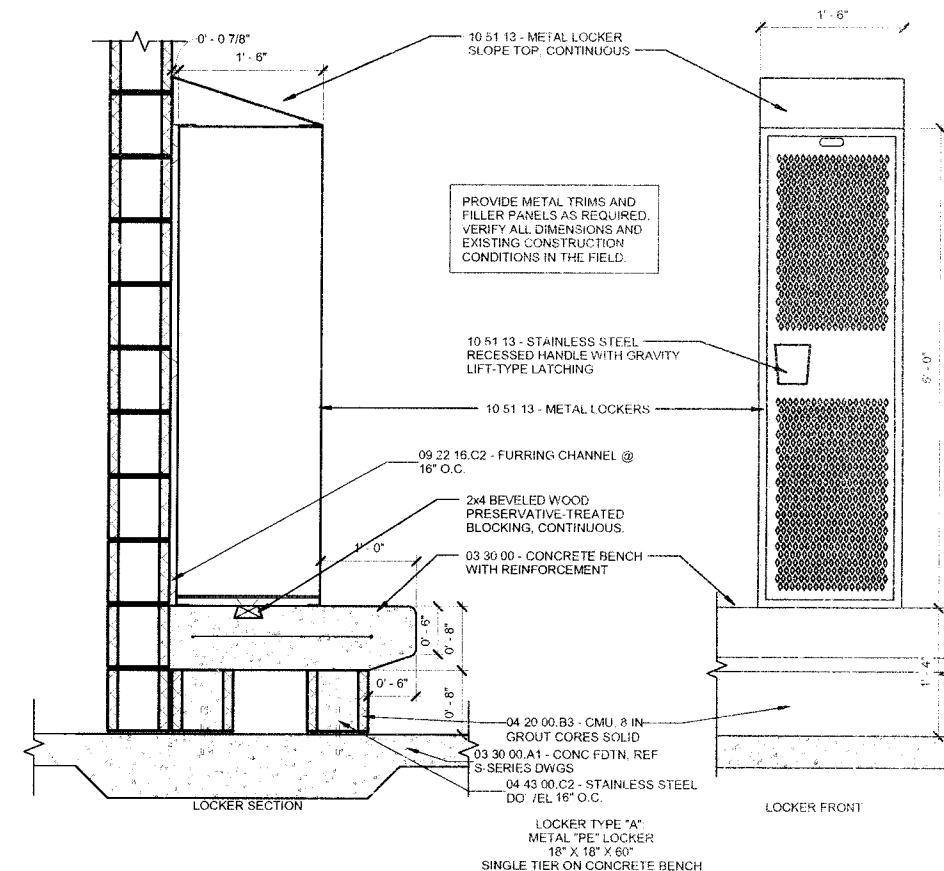 1' - 6"
0' - 0 7/8"
1' - 6"
10 51 13 - METAL LOCKER
SLOPE TOP, CONTINUOUS
PROVIDE METAL TRIMS AND
FILLER PANELS AS REQUIRED.
VERIFY ALL DIMENSIONS AND
EXISTING CONSTRUCTION
CONDITIONS IN THE FIELD.
10 51 13 - STAINLESS STEEL
RECESSED HANDLE WITH GRAVITY
LIFT-TYPE LATCHING
10 51 13 - METAL LOCKERS
09 22 16.C2 - FURRING CHANNEL @
16" O.C.
2x4 BEVELED WOOD
PRESERVATIVE-TREATED
BLOCKING, CONTINUOUS.
1' - 0"
03 30 00 - CONCRETE BENCH
WITH REINFORCEMENT
0' - 6"
0' - 8"
0' - 6"
0' - 8"
1' - 4"
04 20 00.B3 - CMU, 8 IN
GROUT CORES SOLID
03 30 00.A1 - CONC FDTN, REF
S-SERIES DWGS
04 43 00.C2 - STAINLESS STEEL
16" O.C.
LOCKER SECTION
LOCKER FRONT
LOCKER TYPE "A":
METAL "PE" LOCKER
18" X 18" X 60"
SINGLE TIER ON CONCRETE BENCH